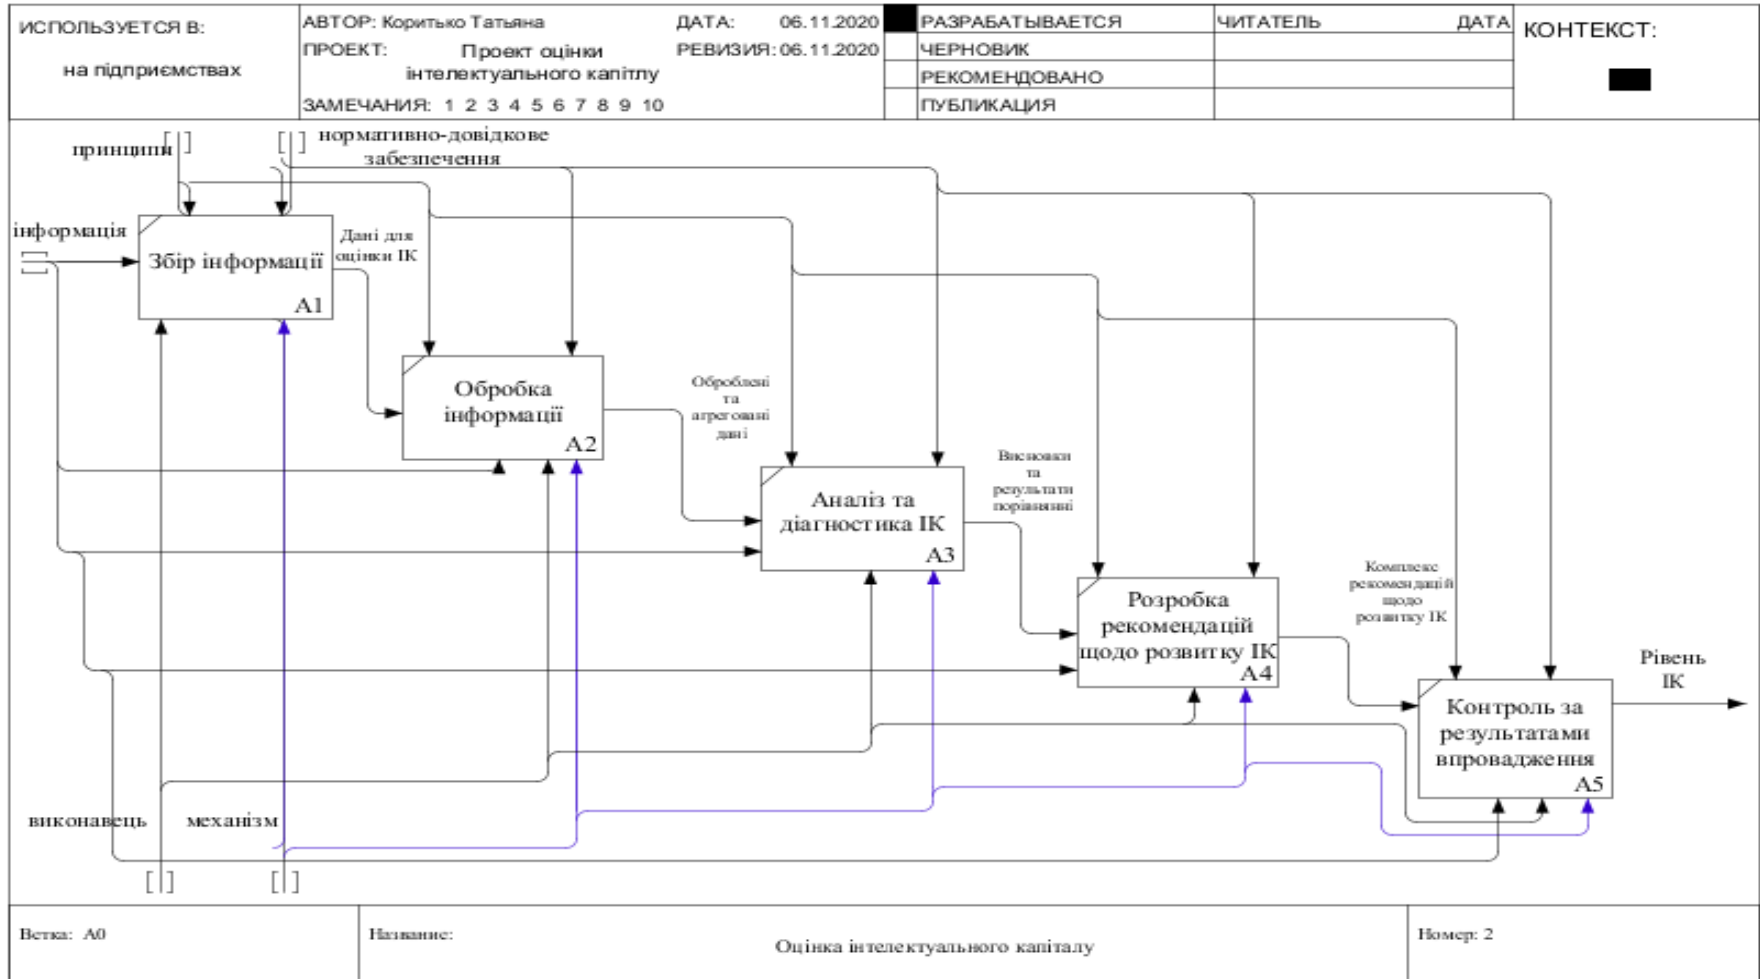 ИСПОЛЬЗУЕТСЯ В:
на підприємствах
АВТОР: Коритько Татьяна
ДАТА: 06.11.2020
ПРОЕКТ: Проект оцінки
інтелектуального капітлу
РЕВИЗИЯ: 06.11.2020
ЗАМЕЧАНИЯ: 1 2 3 4 5 6 7 8 9 10
РАЗРАБАТЫВАЕТСЯ
ЧЕРНОВИК
РЕКОМЕНДОВАНО
ПУБЛИКАЦИЯ
ЧИТАТЕЛЬ
ДАТА
КОНТЕКСТ:
принципи
нормативно-довідкове
забезпечення
інформація
Збір інформації
A1
Дані для
оцінки ІК
Обробка
інформації
A2
Оброблені
та
агреговані
дані
Аналіз та
діагностика ІК
A3
Висновки
та
результати
порівнянні
Розробка
рекомендацій
щодо розвитку ІК
A4
Комплекс
рекомендацій
щодо
розвитку ІК
Контроль за
результатами
впровадження
A5
Рівень
ІК
виконавець
механізм
Ветка: A0
Название:
Оцінка інтелектуального капіталу
Номер: 2